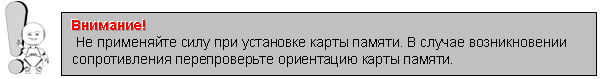 Внимание!
Не применяйте силу при установке карты памяти. В случае возникновении
сопротивления перепроверьте ориентацию карты памяти.